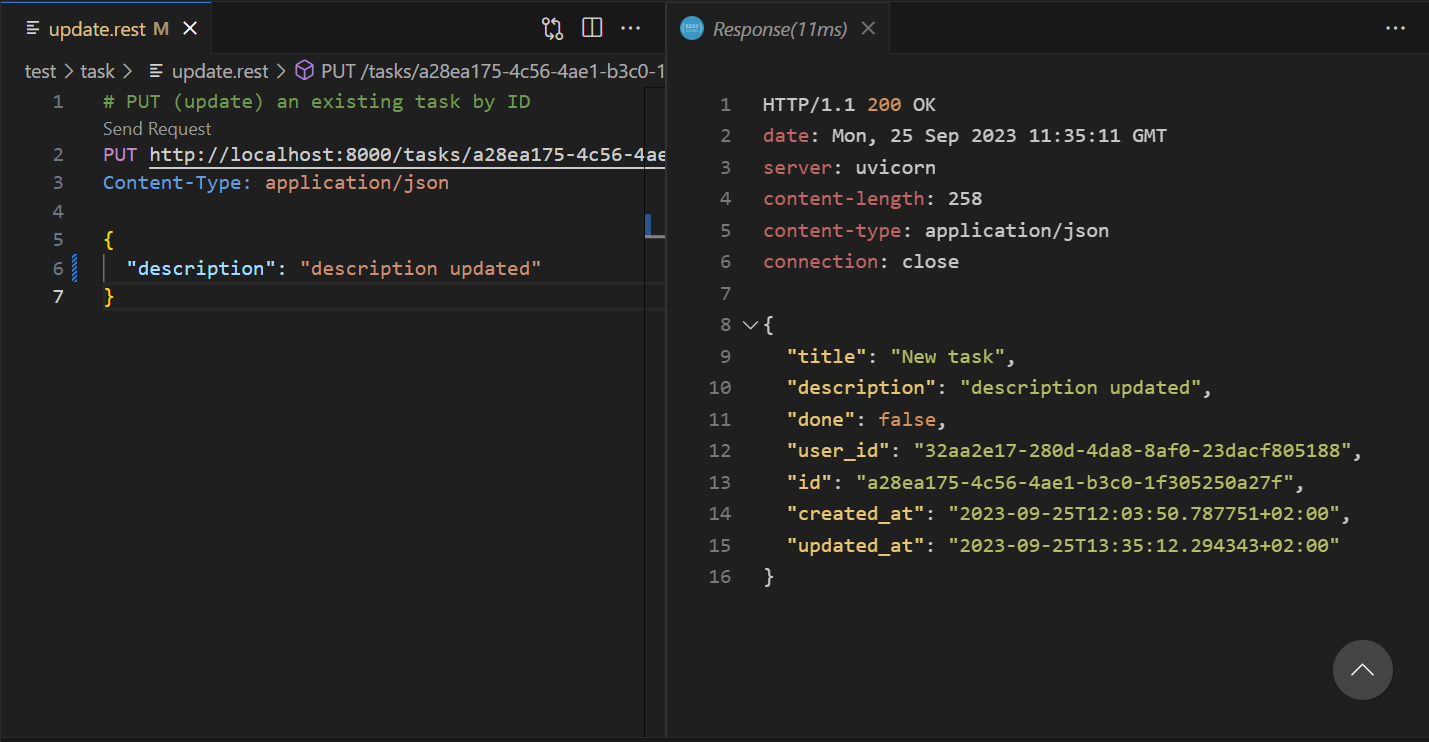 update.rest M
test > task > update.rest > PUT /tasks/a28ea175-4c56-4ae1-b3c0-1
1 # PUT (update) an existing task by ID
Send Request
2 PUT http://localhost:8000/tasks/a28ea175-4c56-4ae
3 Content-Type: application/json
4
5 {
6 "description": "description updated"
7 }
Response(11ms)
1 HTTP/1.1 200 OK
2 date: Mon, 25 Sep 2023 11:35:11 GMT
3 server: uvicorn
4 content-length: 258
5 content-type: application/json
6 connection: close
7
8 {
9 "title": "New task",
10 "description": "description updated",
11 "done": false,
12 "user_id": "32aa2e17-280d-4da8-8af0-23dacf805188",
13 "id": "a28ea175-4c56-4ae1-b3c0-1f305250a27f",
14 "created_at": "2023-09-25T12:03:50.787751+02:00",
15 "updated_at": "2023-09-25T13:35:12.294343+02:00"
16 }